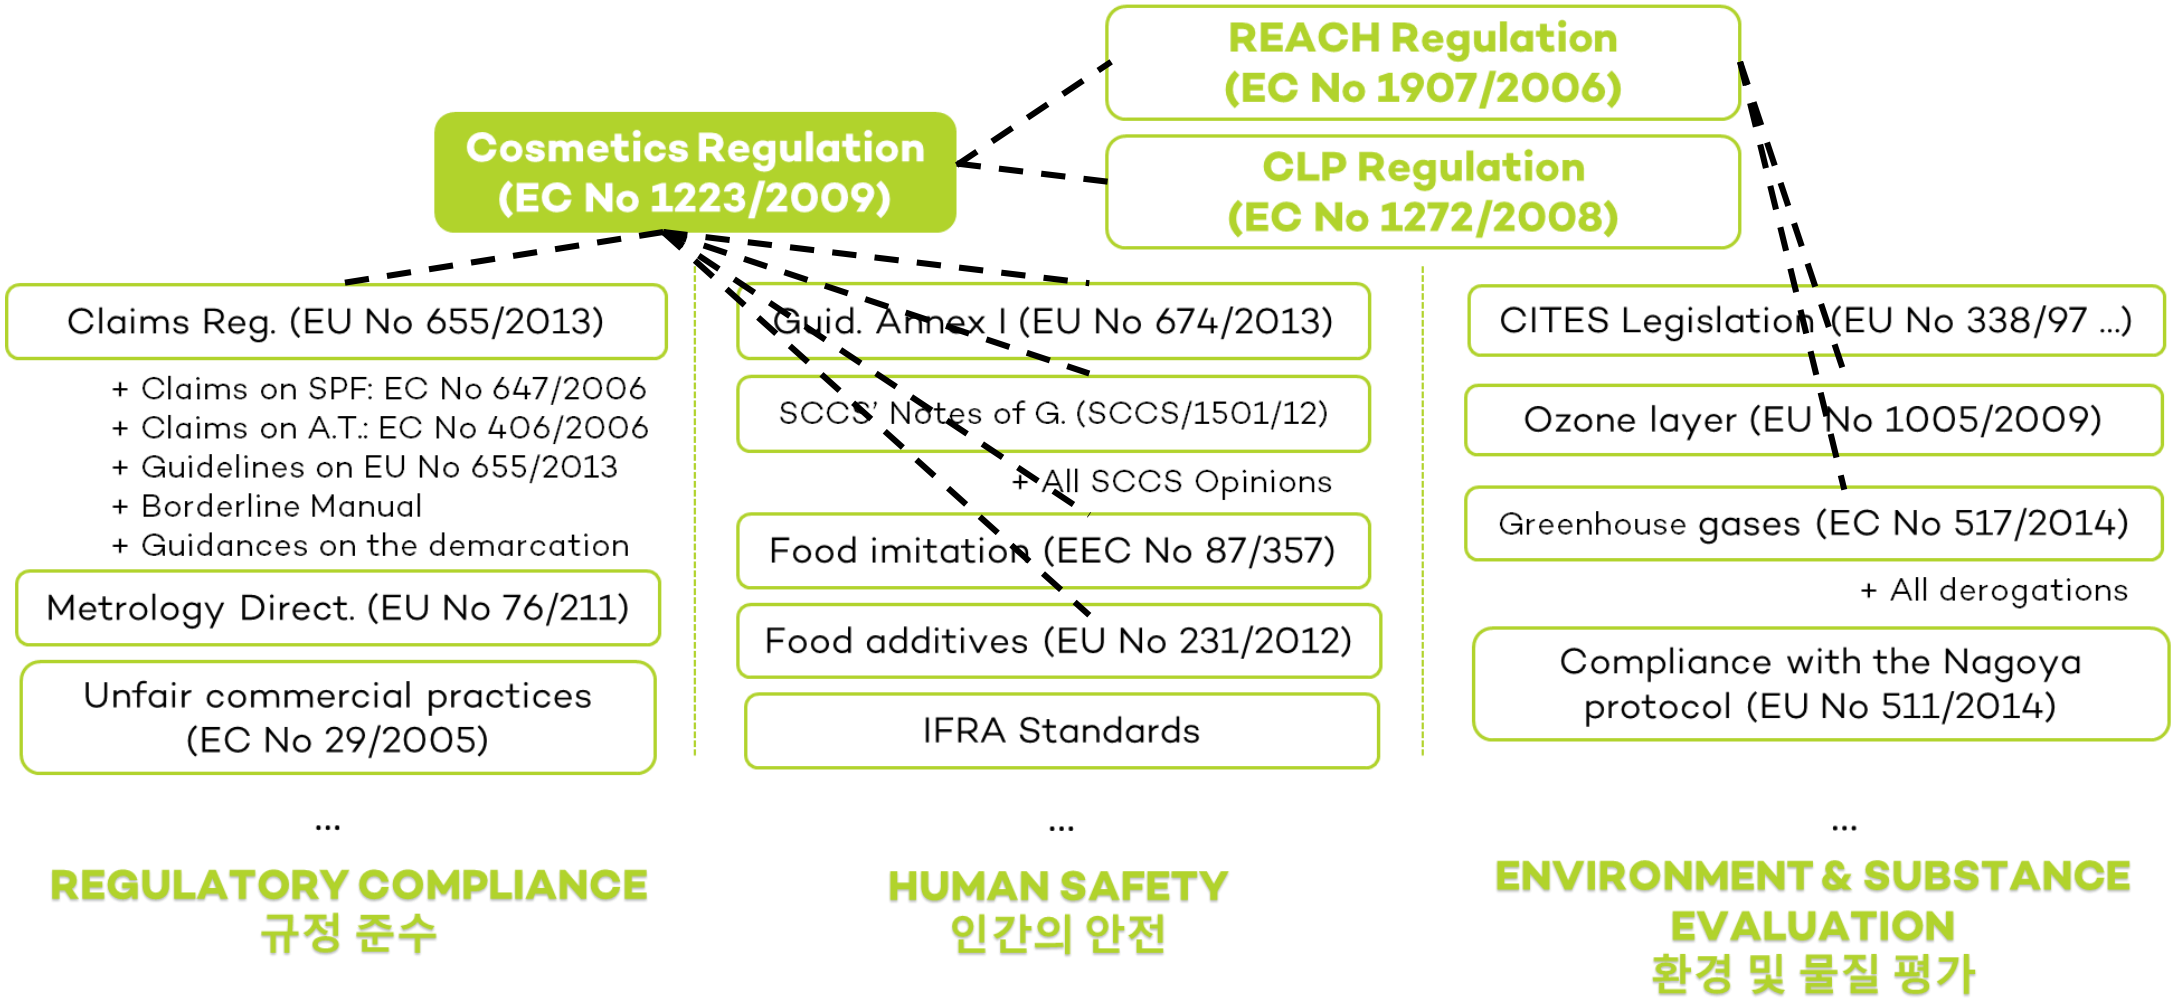 REACH Regulation
(EC No 1907/2006)
Cosmetics Regulation
(EC No 1223/2009)
CLP Regulation
(EC No 1272/2008)
Claims Reg. (EU No 655/2013)
+ Claims on SPF: EC No 647/2006
+ Claims on A.T.: EC No 406/2006
+ Guidelines on EU No 655/2013
+ Borderline Manual
+ Guidances on the demarcation
Metrology Direct. (EU No 76/211)
Unfair commercial practices
(EC No 29/2005)
...
REGULATORY COMPLIANCE
규정 준수
Guid. Annex I (EU No 674/2013)
SCCS' Notes of G. (SCCS/1501/12)
+ All SCCS Opinions
Food imitation (EEC No 87/357)
Food additives (EU No 231/2012)
IFRA Standards
...
HUMAN SAFETY
인간의 안전
CITES Legislation (EU No 338/97 ...)
Ozone layer (EU No 1005/2009)
Greenhouse gases (EC No 517/2014)
+ All derogations
Compliance with the Nagoya
protocol (EU No 511/2014)
...
ENVIRONMENT & SUBSTANCE
EVALUATION
환경 및 물질 평가